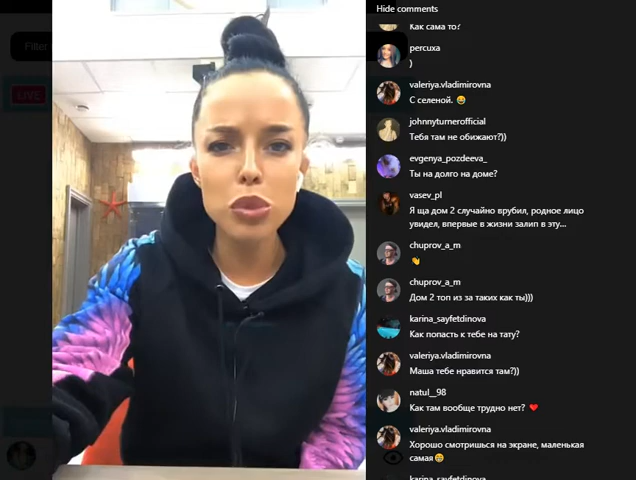 Hide comments
Как сама то?
Filter
percuxa
)
LIVE
valeriya.vladimirovna
С селеной. 😅
johnnyturnerofficial
Тебя там не обижают?))
evgenya_pozdeeva_
Ты на долго на доме?
vasev_pl
Я ща дом 2 случайно врубил, родное лицо
увидел, впервые в жизни залип в эту...
chuprov_a_m
👏
chuprov_a_m
Дом 2 топ из за таких как ты)))
karina_sayfetdinova
Как попасть к тебе на тату?
valeriya.vladimirovna
Маша тебе нравится там?))
natul__98
Как там вообще трудно нет? ❤️
valeriya.vladimirovna
Хорошо смотришься на экране, маленькая
самая😁
karina_sayfetdinova